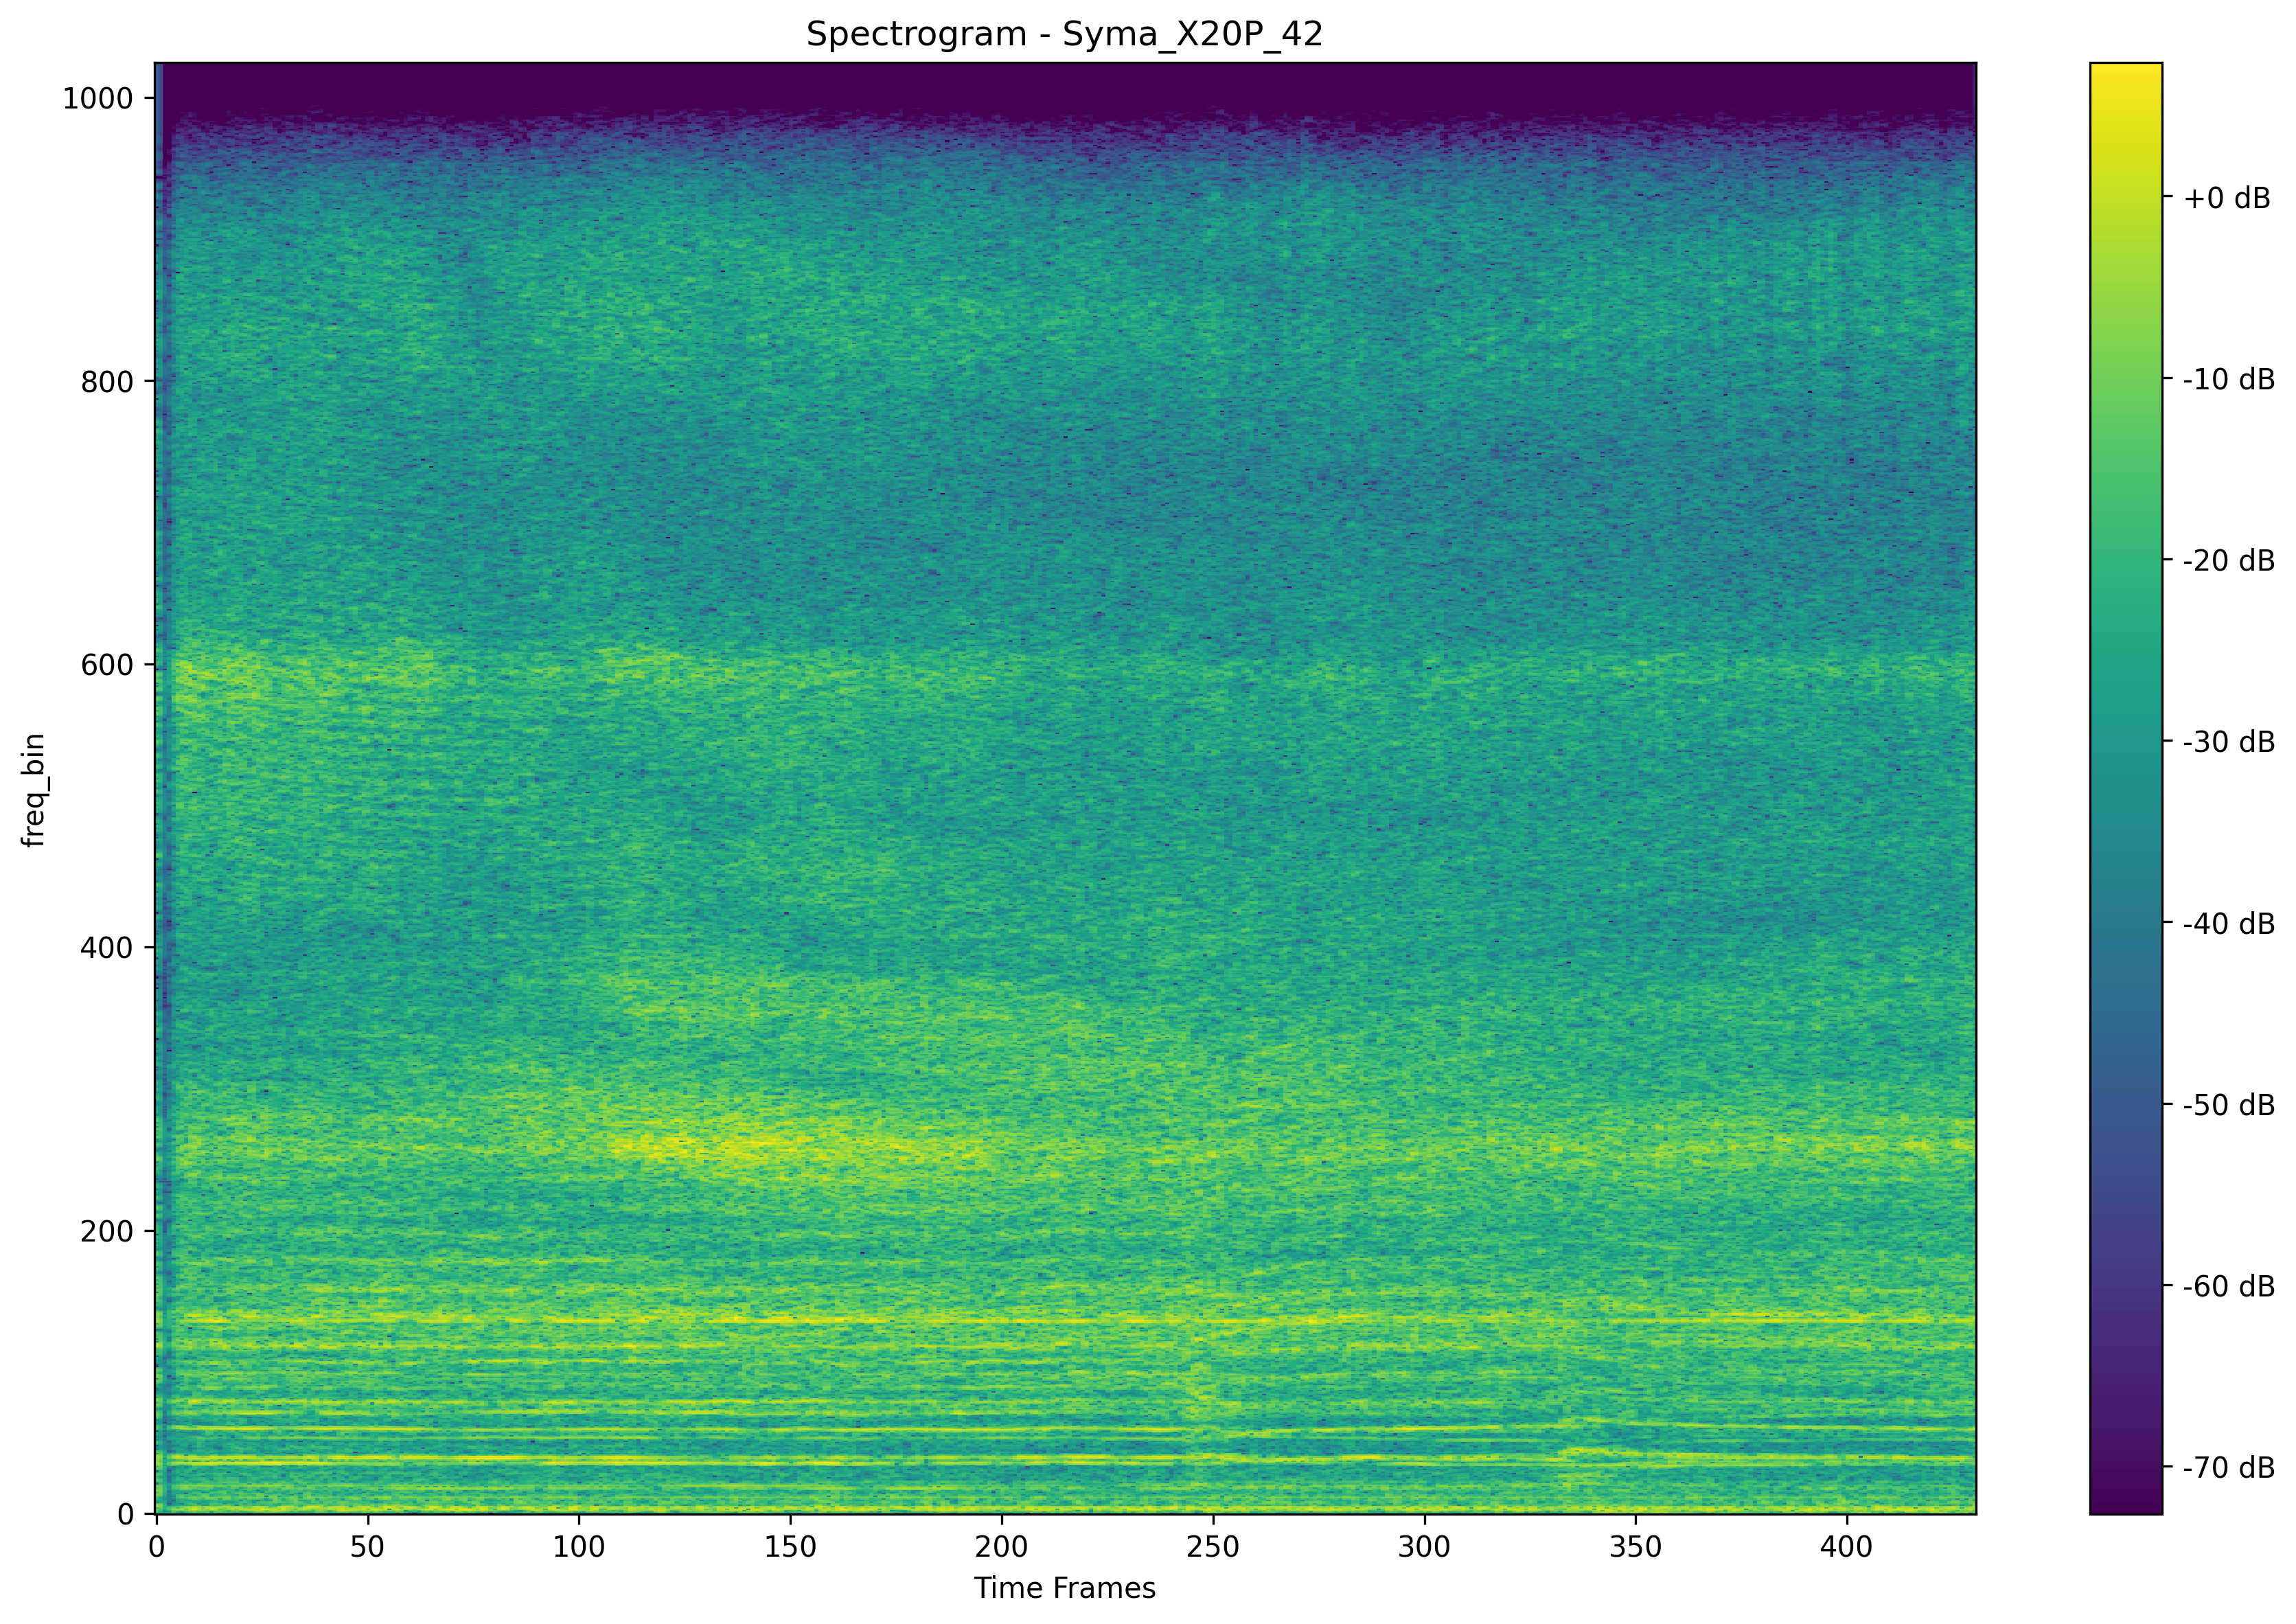 Spectrogram - Syma_X20P_42
1000
800
600
400
200
0
freq_bin
0 50 100 150 200 250 300 350 400
Time Frames
+0 dB
-10 dB
-20 dB
-30 dB
-40 dB
-50 dB
-60 dB
-70 dB